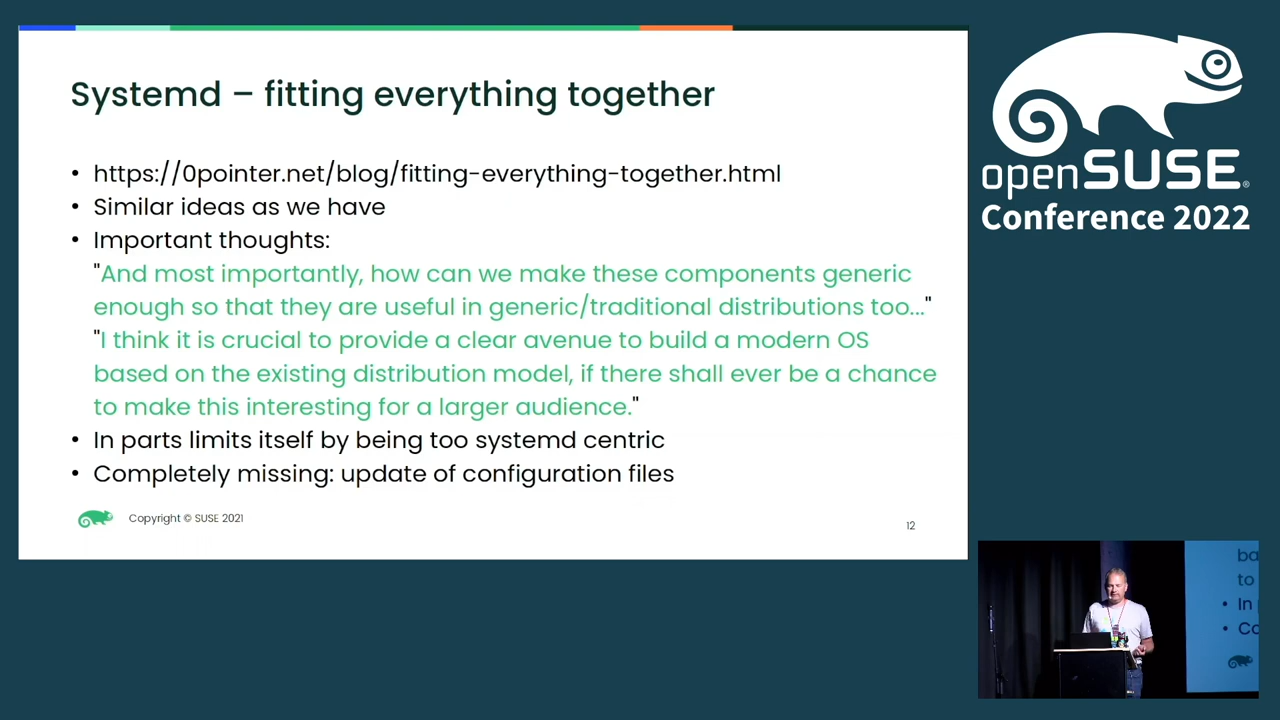 Systemd – fitting everything together
• https://0pointer.net/blog/fitting-everything-together.html
• Similar ideas as we have
• Important thoughts:
"And most importantly, how can we make these components generic
enough so that they are useful in generic/traditional distributions too..."
"I think it is crucial to provide a clear avenue to build a modern OS
based on the existing distribution model, if there shall ever be a chance
to make this interesting for a larger audience."
• In parts limits itself by being too systemd centric
• Completely missing: update of configuration files
Copyright © SUSE 2021
12
openSUSE®
Conference 2022
ba
to
• In
• Co